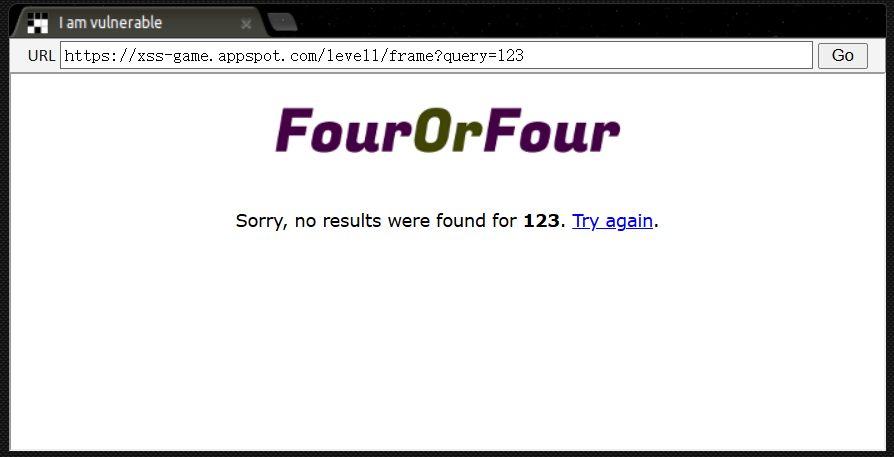 I am vulnerable
URL https://xss-game.appspot.com/level1/frame?query=123 Go
FourOrFour
Sorry, no results were found for 123. Try again.